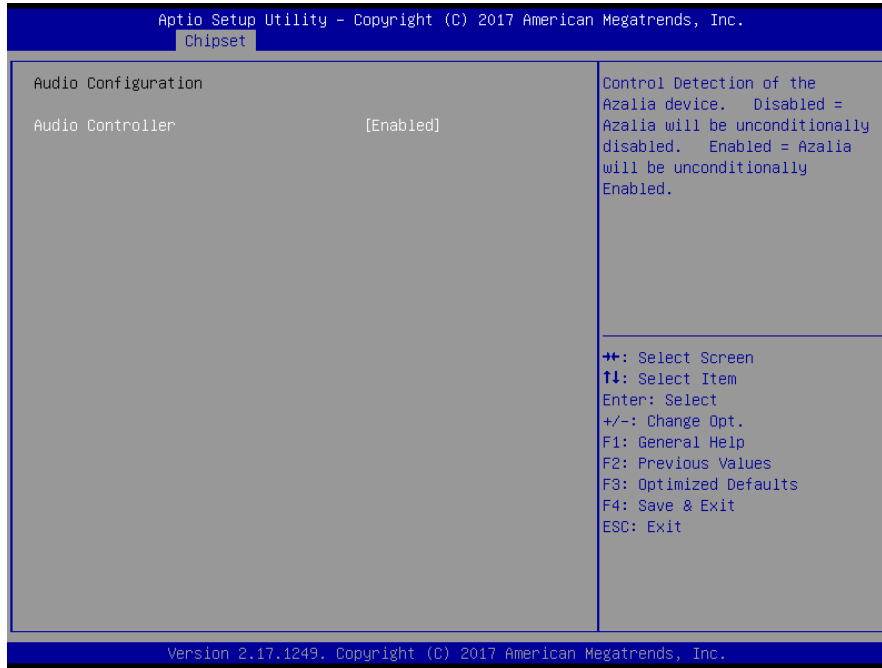 Aptio Setup Utility – Copyright (C) 2017 American Megatrends, Inc.
Chipset
Audio Configuration
Audio Controller [Enabled]
Control Detection of the
Azalia device. Disabled =
Azalia will be unconditionally
disabled. Enabled = Azalia
will be unconditionally
Enabled.
→←: Select Screen
↑↓: Select Item
Enter: Select
+/-: Change Opt.
F1: General Help
F2: Previous Values
F3: Optimized Defaults
F4: Save & Exit
ESC: Exit
Version 2.17.1249. Copyright (C) 2017 American Megatrends, Inc.